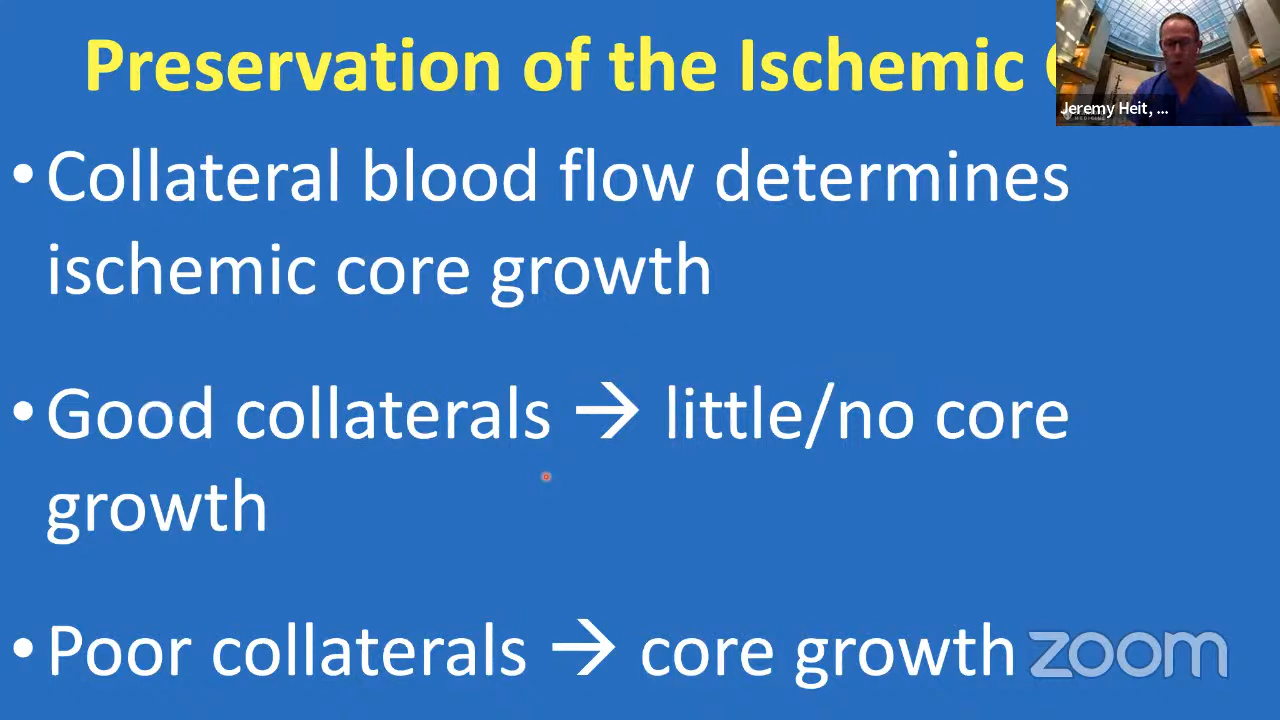 Preservation of the Ischemic
Jeremy Heit, ...
• Collateral blood flow determines
ischemic core growth
• Good collaterals → little/no core
growth
• Poor collaterals → core growth
zoom